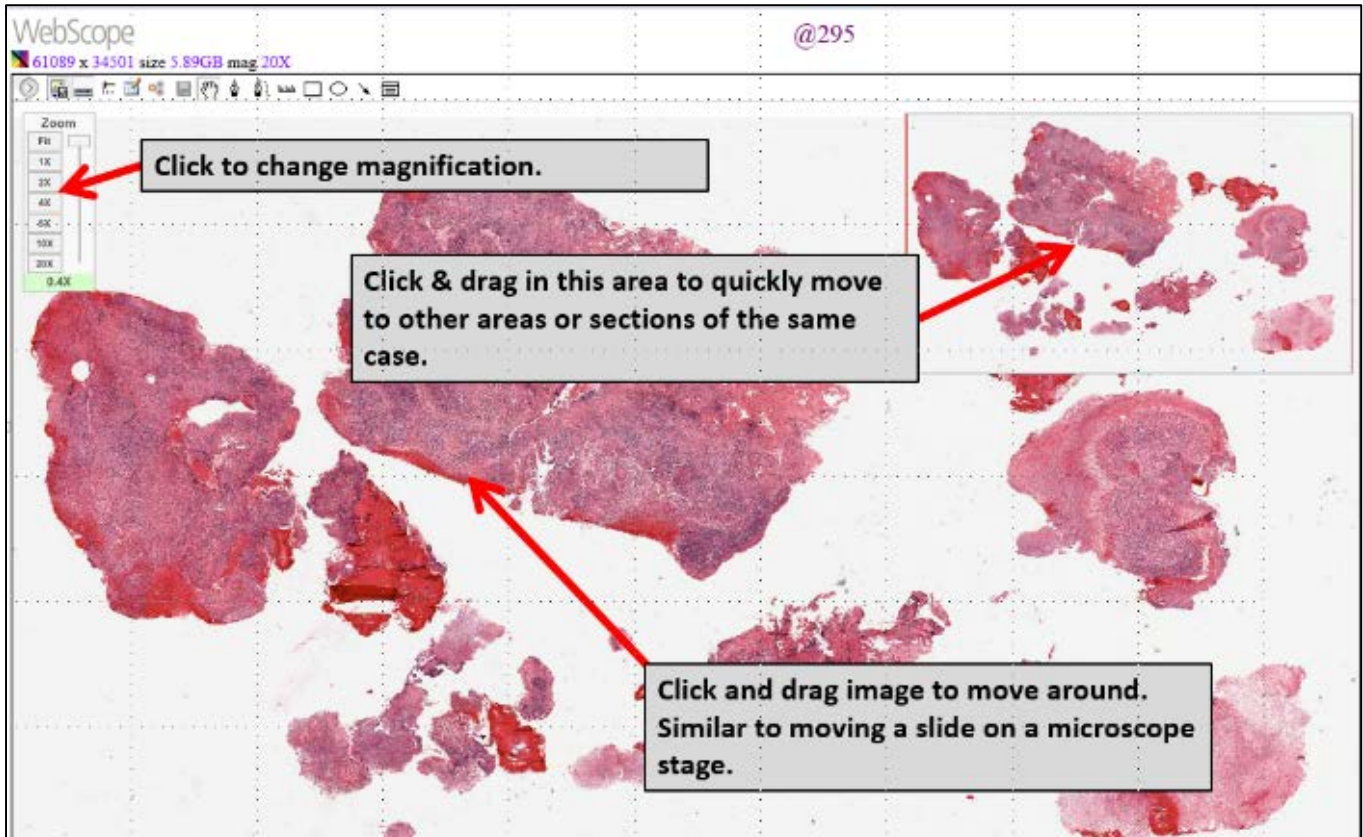 WebScope
@295
61089 x 34501 size 5.89GB mag 20X
Zoom
Fit
1X
2X
4X
10X
20X
0.4X
Click to change magnification.
Click & drag in this area to quickly move
to other areas or sections of the same
case.
Click and drag image to move around.
Similar to moving a slide on a microscope
stage.